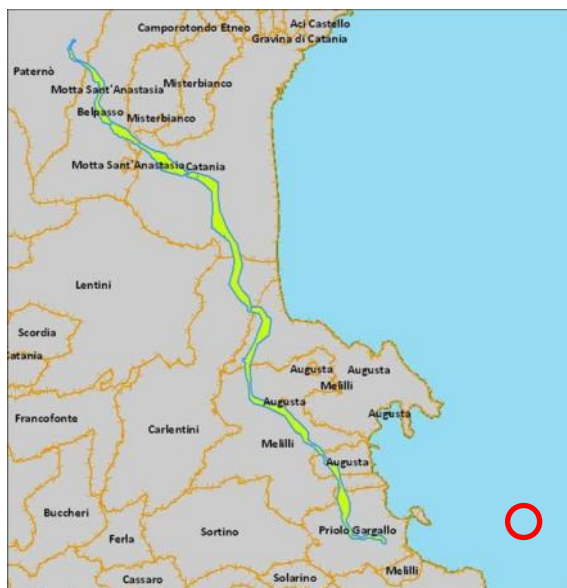 Aci Castello
Camporotondo Etneo
Gravina di Catania
Paternò
Misterbianco
Motta Sant'Anastasia
Belpasso
Misterbianco
Motta Sant'Anastasia
Catania
Lentini
Scordia
Catania
Augusta
Augusta
Melilli
Francofonte
Augusta
Augusta
Carlentini
Melilli
Augusta
Buccheri
Ferla
Sortino
Priolo Gargallo
Cassaro
Solarino
Melilli